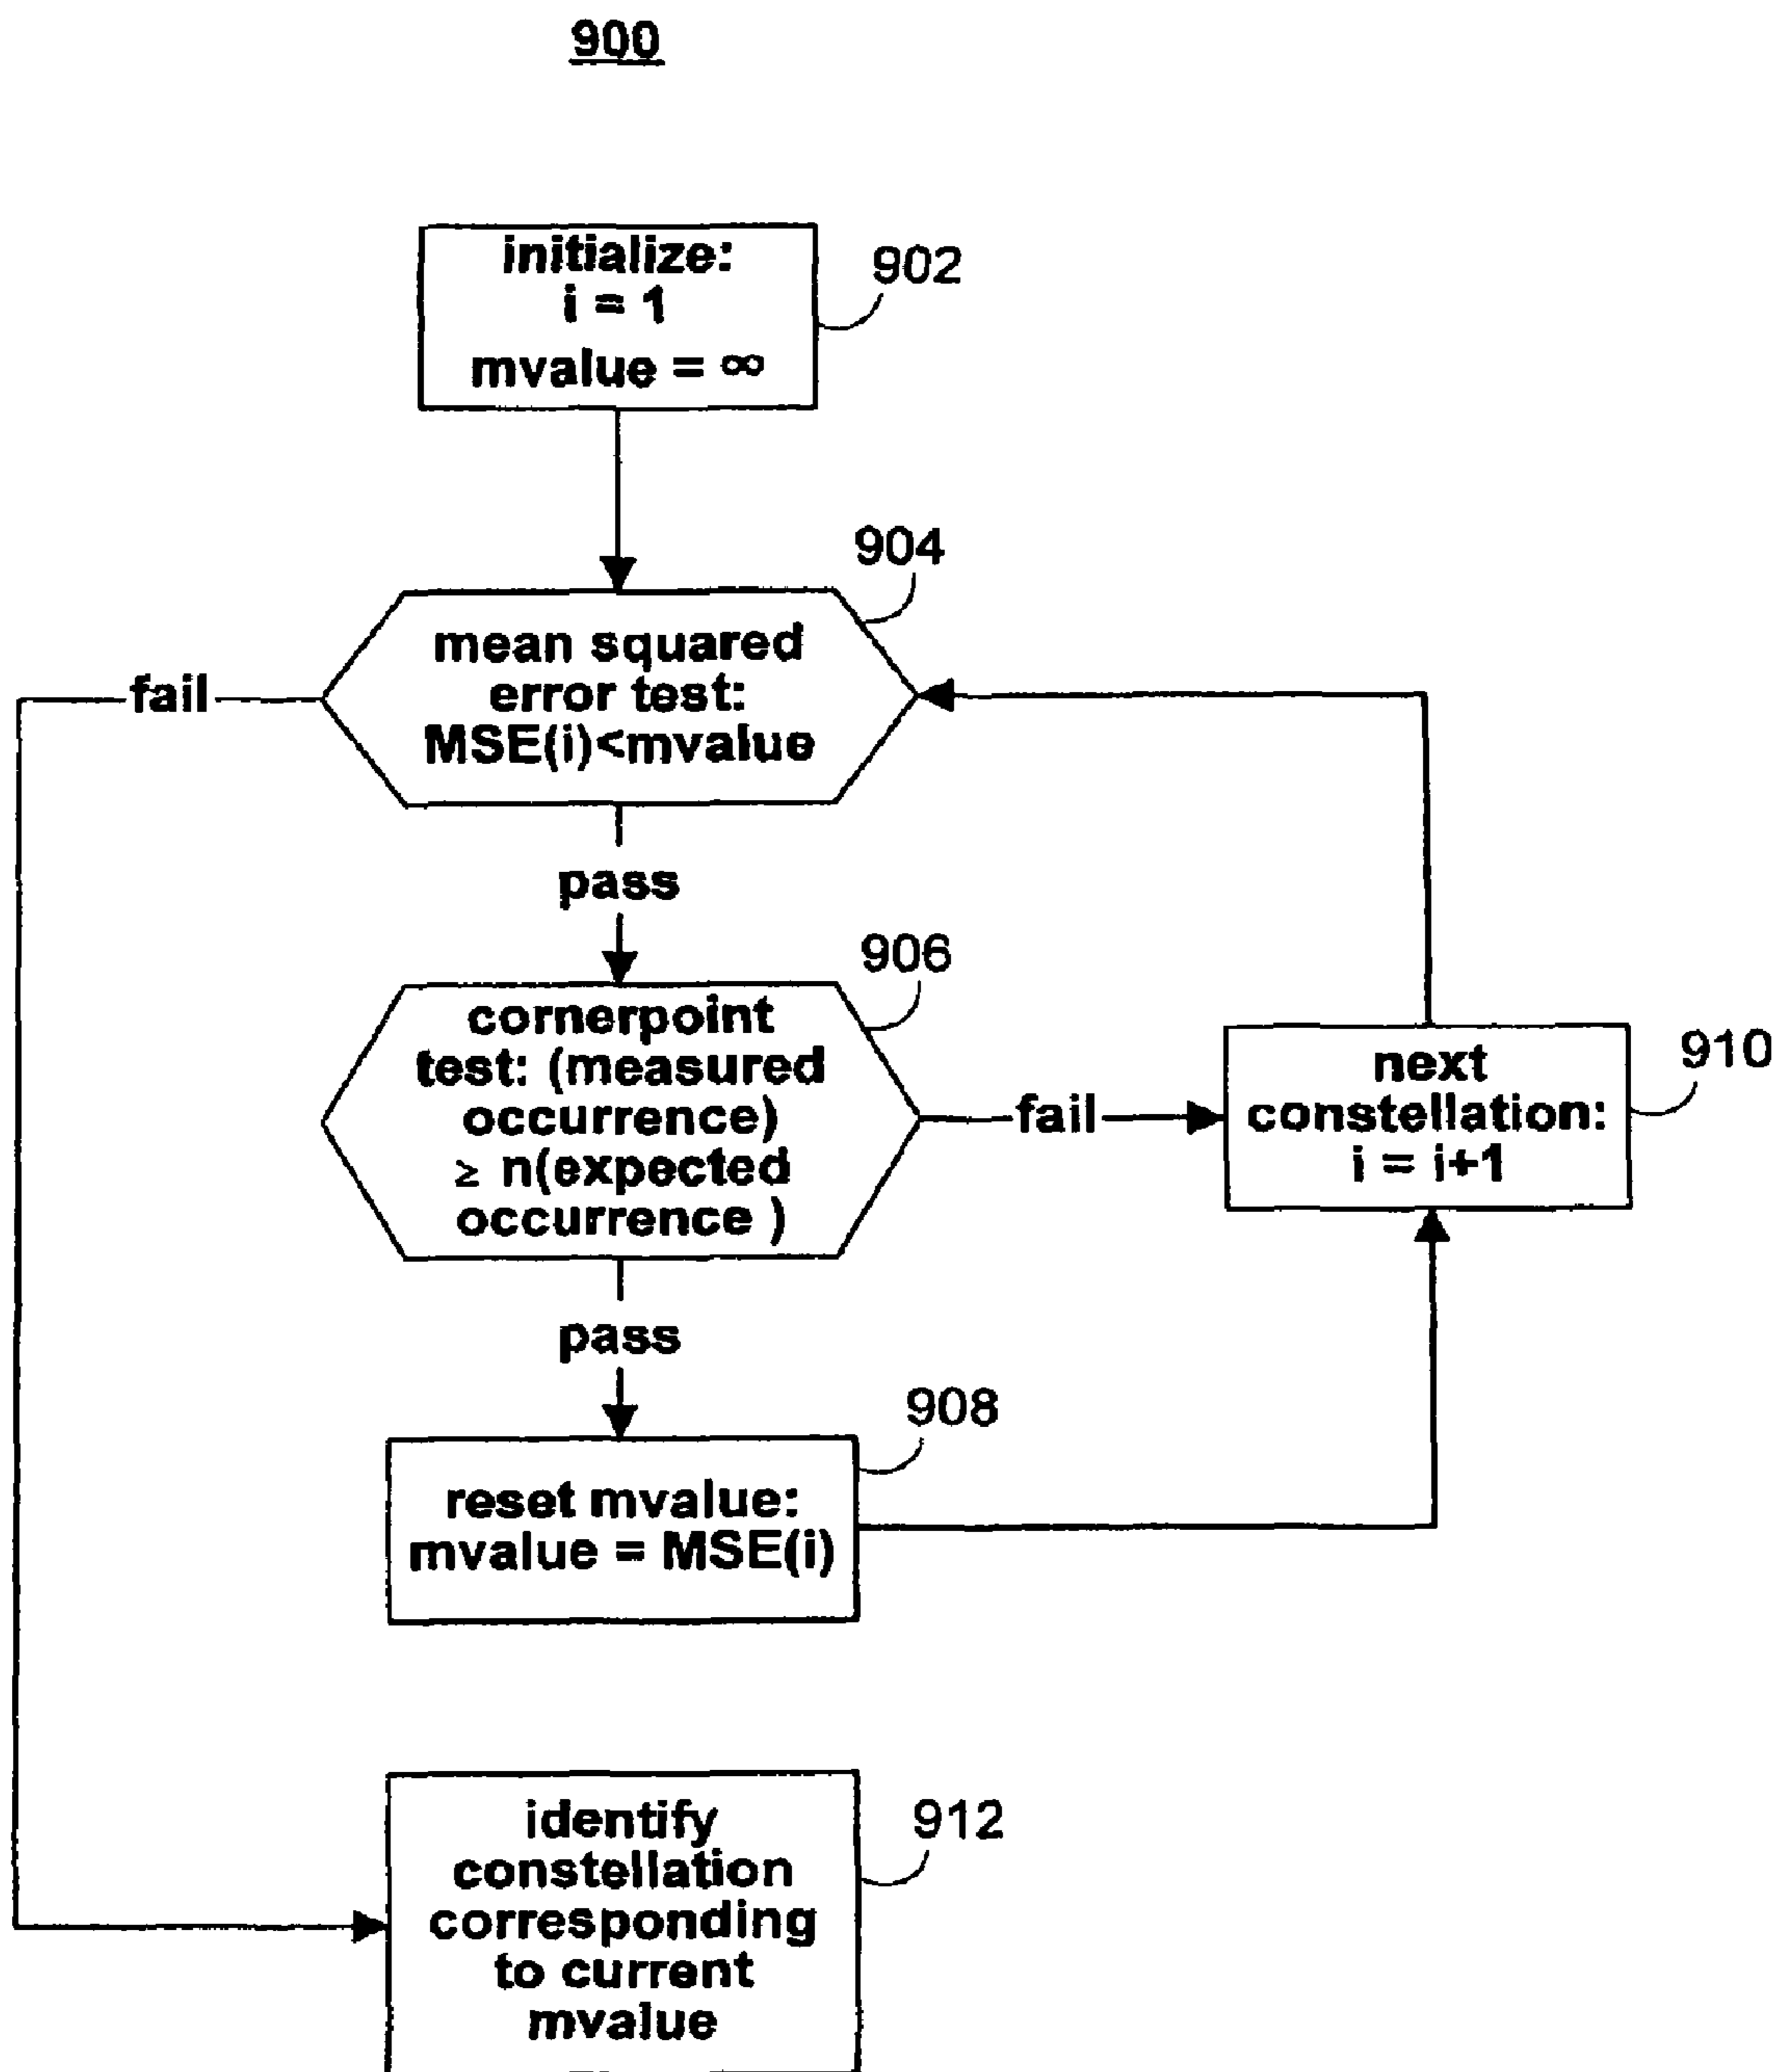 900
initialize:
i = 1
mvalue = ∞
902
904
mean squared
error test:
MSE(i)<mvalue
fail
pass
906
cornerpoint
test: (measured
occurrence)
≥ n(expected
occurrence )
fail
910
next
constellation:
i = i+1
pass
908
reset mvalue:
mvalue = MSE(i)
912
identify
constellation
corresponding
to current
mvalue